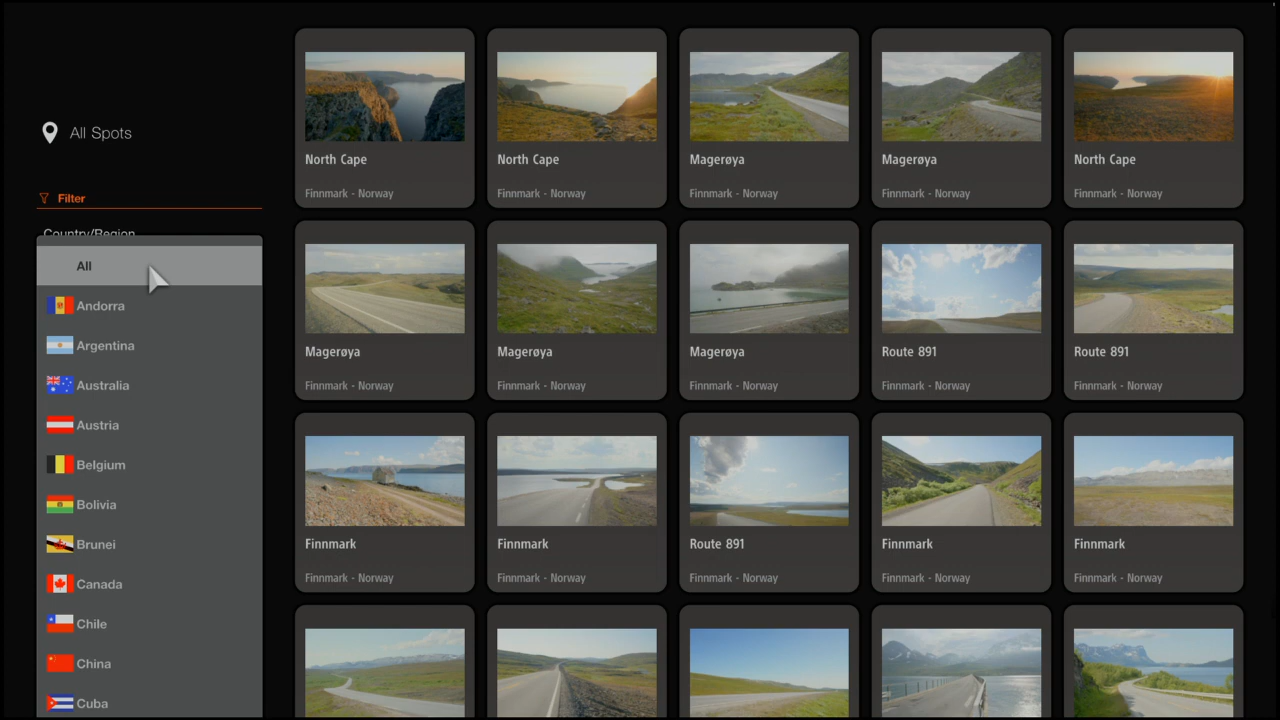 All Spots
Filter
Country/Region
All
Andorra
Argentina
Australia
Austria
Belgium
Bolivia
Brunei
Canada
Chile
China
Cuba
North Cape
Finnmark - Norway
North Cape
Finnmark - Norway
Magerøya
Finnmark - Norway
Magerøya
Finnmark - Norway
North Cape
Finnmark - Norway
Magerøya
Finnmark - Norway
Magerøya
Finnmark - Norway
Magerøya
Finnmark - Norway
Route 891
Finnmark - Norway
Route 891
Finnmark - Norway
Finnmark
Finnmark - Norway
Finnmark
Finnmark - Norway
Route 891
Finnmark - Norway
Finnmark
Finnmark - Norway
Finnmark
Finnmark - Norway